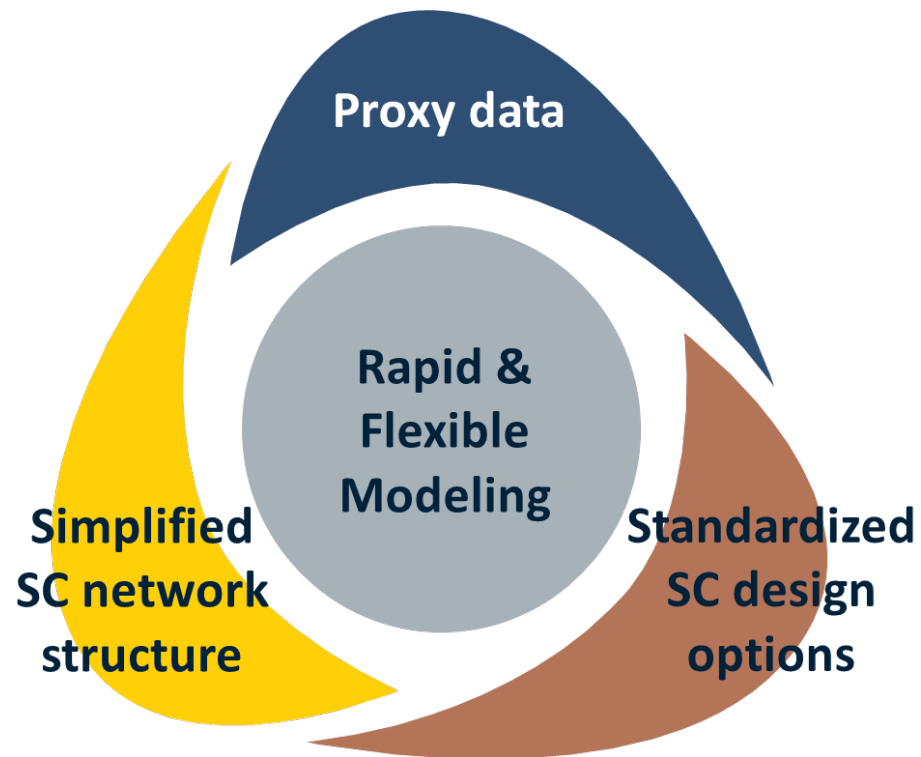 Proxy data
Rapid &
Flexible
Modeling
Simplified
SC network
structure
Standardized
SC design
options